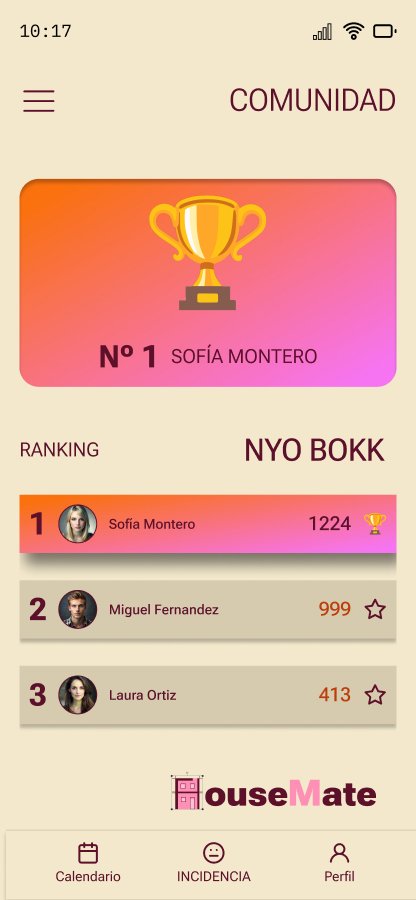 10:17
COMUNIDAD
Nº 1 SOFÍA MONTERO
RANKING
NYO BOKK
1 Sofía Montero 1224
2 Miguel Fernandez 999
3 Laura Ortiz 413
HouseMate
Calendario
INCIDENCIA
Perfil